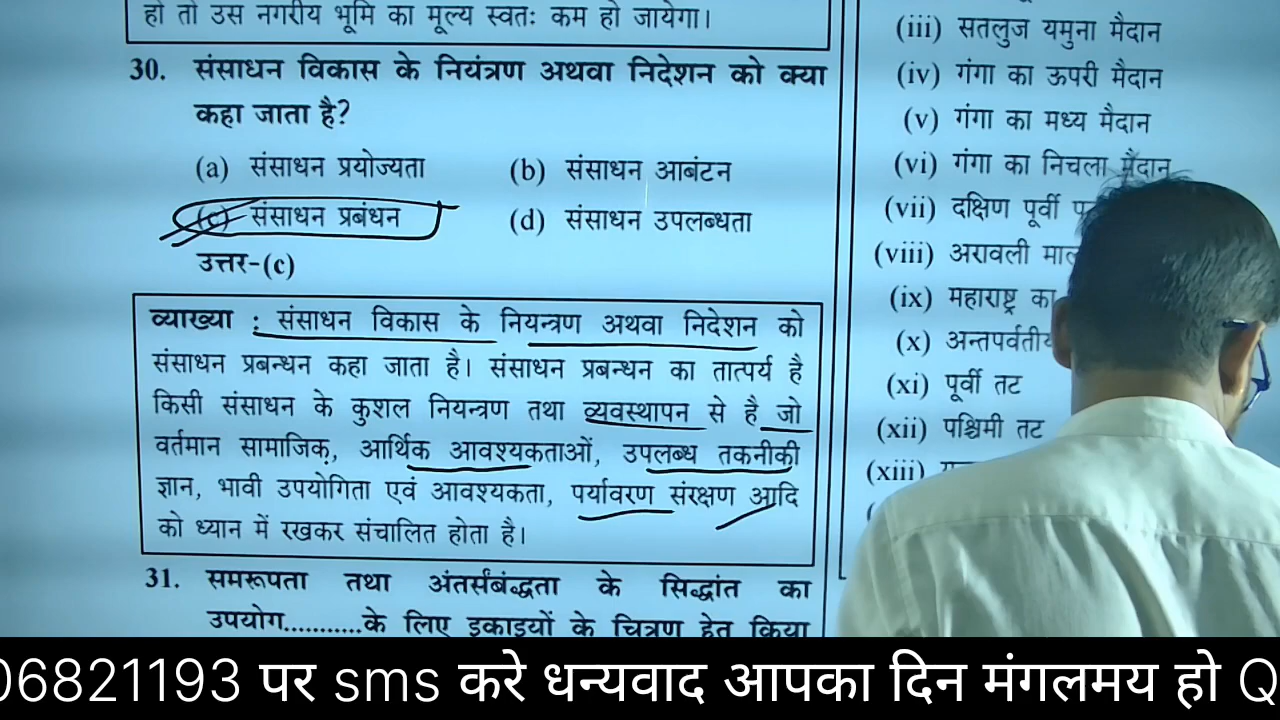 हो तो उस नगरीय भूमि का मूल्य स्वतः कम हो जायेगा।
30. संसाधन विकास के नियंत्रण अथवा निदेशन को क्या
कहा जाता है?
(a) संसाधन प्रयोज्यता (b) संसाधन आबंटन
(c) संसाधन प्रबंधन (d) संसाधन उपलब्धता
उत्तर-(c)
व्याख्या : संसाधन विकास के नियन्त्रण अथवा निदेशन को
संसाधन प्रबन्धन कहा जाता है। संसाधन प्रबन्धन का तात्पर्य है
किसी संसाधन के कुशल नियन्त्रण तथा व्यवस्थापन से है जो
वर्तमान सामाजिक, आर्थिक आवश्यकताओं, उपलब्ध तकनीकी
ज्ञान, भावी उपयोगिता एवं आवश्यकता, पर्यावरण संरक्षण आदि
को ध्यान में रखकर संचालित होता है।
31. समरूपता तथा अंतर्संबंद्धता के सिद्धांत का
उपयोग...........के लिए इकाइयों के चित्रण हेतु किया
(iii) सतलुज यमुना मैदान
(iv) गंगा का ऊपरी मैदान
(v) गंगा का मध्य मैदान
(vi) गंगा का निचला मैदान
(vii) दक्षिण पूर्वी
(viii) अरावली
(ix) महाराष्ट्र का
(x) अन्तपर्वतीय
(xi) पूर्वी तट
(xii) पश्चिमी तट
(xiii)
06821193 पर sms करे धन्यवाद आपका दिन मंगलमय हो Q